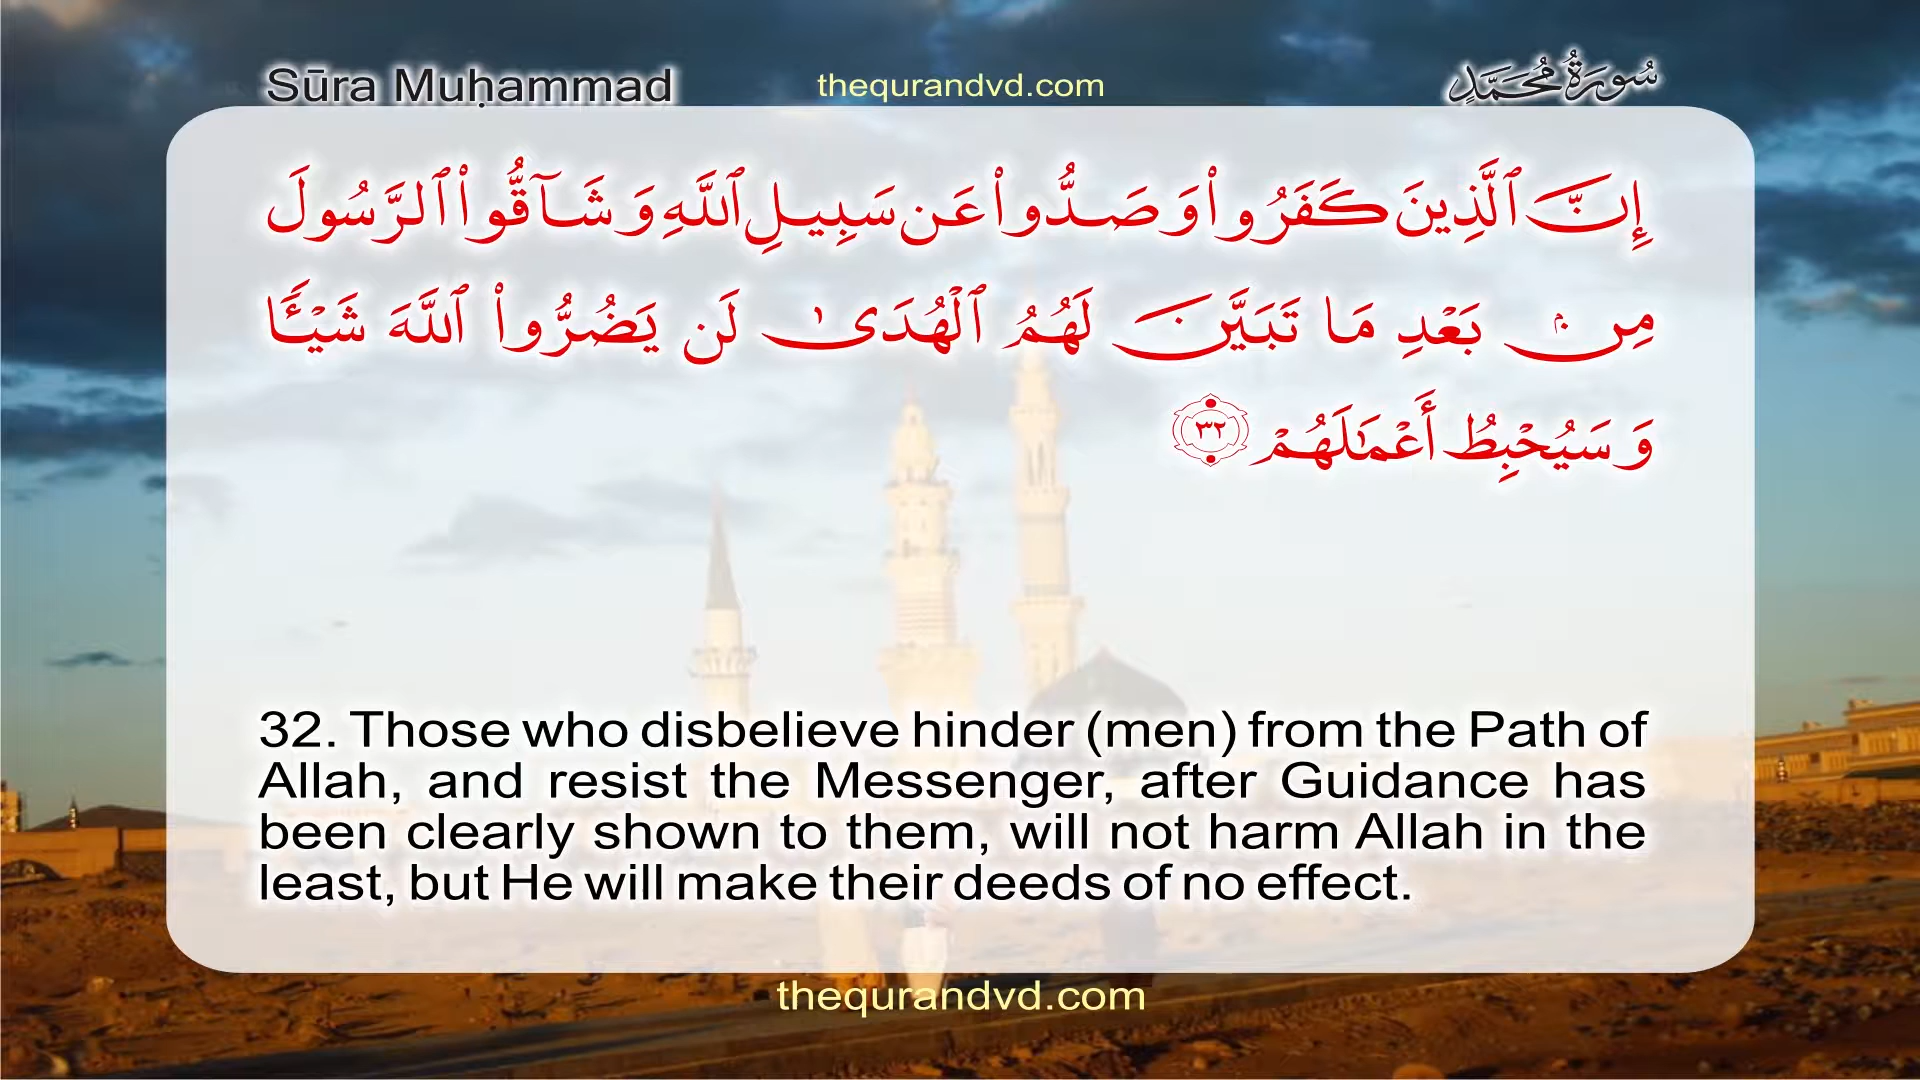 Sūra Muḥammad
thequrandvd.com
سُورَةُ مُحَمَّدٍ
إِنَّ ٱلَّذِينَ كَفَرُوا۟ وَصَدُّوا۟ عَن سَبِيلِ ٱللَّهِ وَشَآقُّوا۟ ٱلرَّسُولَ
مِنۢ بَعْدِ مَا تَبَيَّنَ لَهُمُ ٱلْهُدَىٰ لَن يَضُرُّوا۟ ٱللَّهَ شَيْـًٔا
وَسَيُحْبِطُ أَعْمَـٰلَهُمْ ٣٢
32. Those who disbelieve hinder (men) from the Path of
Allah, and resist the Messenger, after Guidance has
been clearly shown to them, will not harm Allah in the
least, but He will make their deeds of no effect.
thequrandvd.com